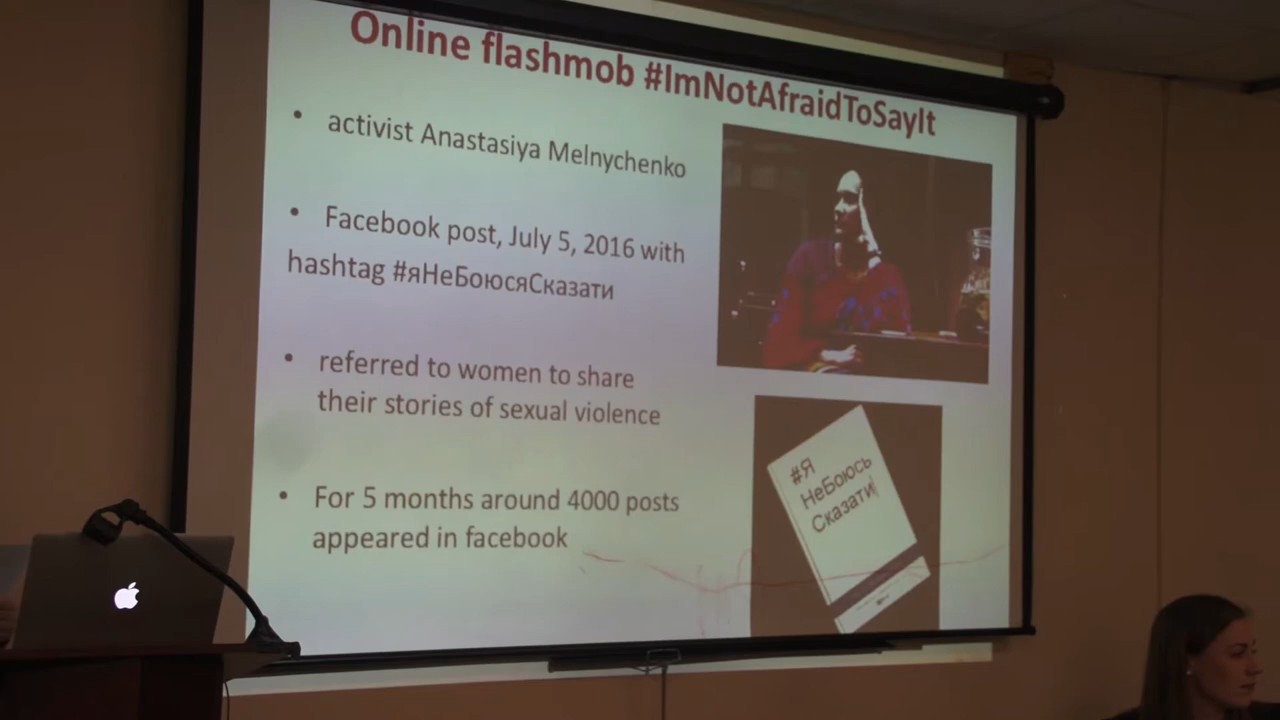 Online flashmob #ImNotAfraidToSayIt
• activist Anastasiya Melnychenko
• Facebook post, July 5, 2016 with
hashtag #яНеБоюсяСказати
• referred to women to share
their stories of sexual violence
• For 5 months around 4000 posts
appeared in facebook
#Я
НеБоюсь
Сказати